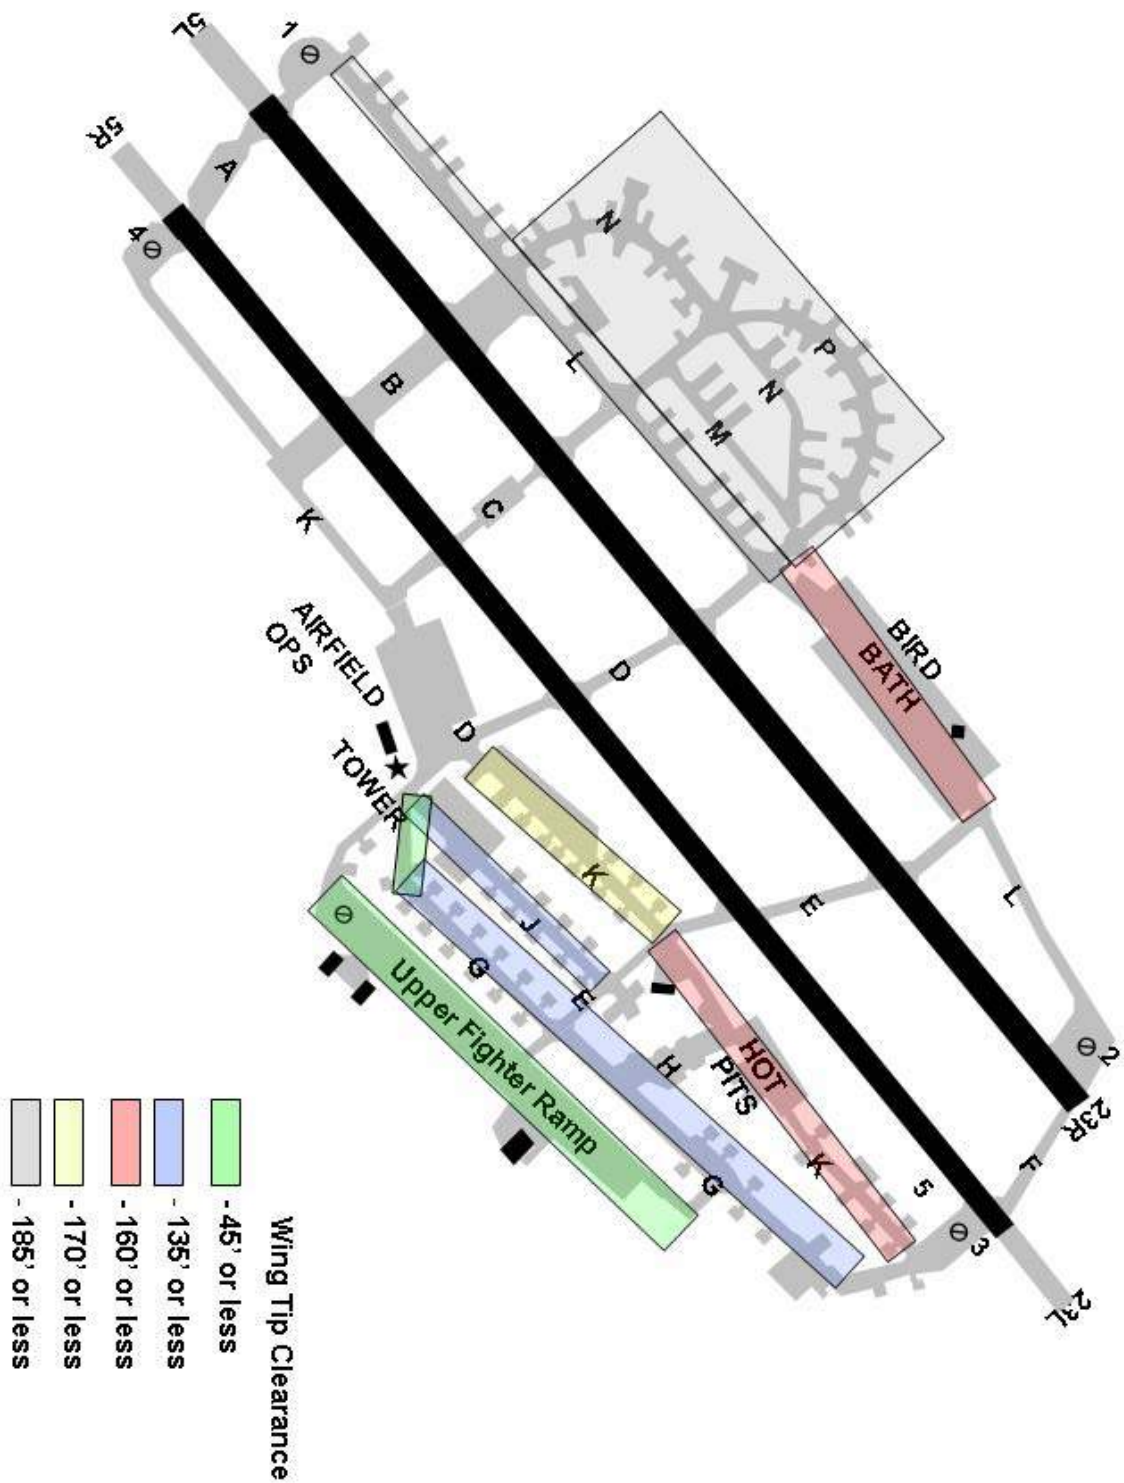 5L
5R
1
4
A
B
C
D
D
E
E
F
G
G
H
J
K
K
K
L
L
M
N
N
P
2
23R
3
5
23L
AIRFIELD
OPS
TOWER
BIRD
BATH
HOT
PITS
Upper Fighter Ramp
Wing Tip Clearance
- 45' or less
- 135' or less
- 160' or less
- 170' or less
- 185' or less